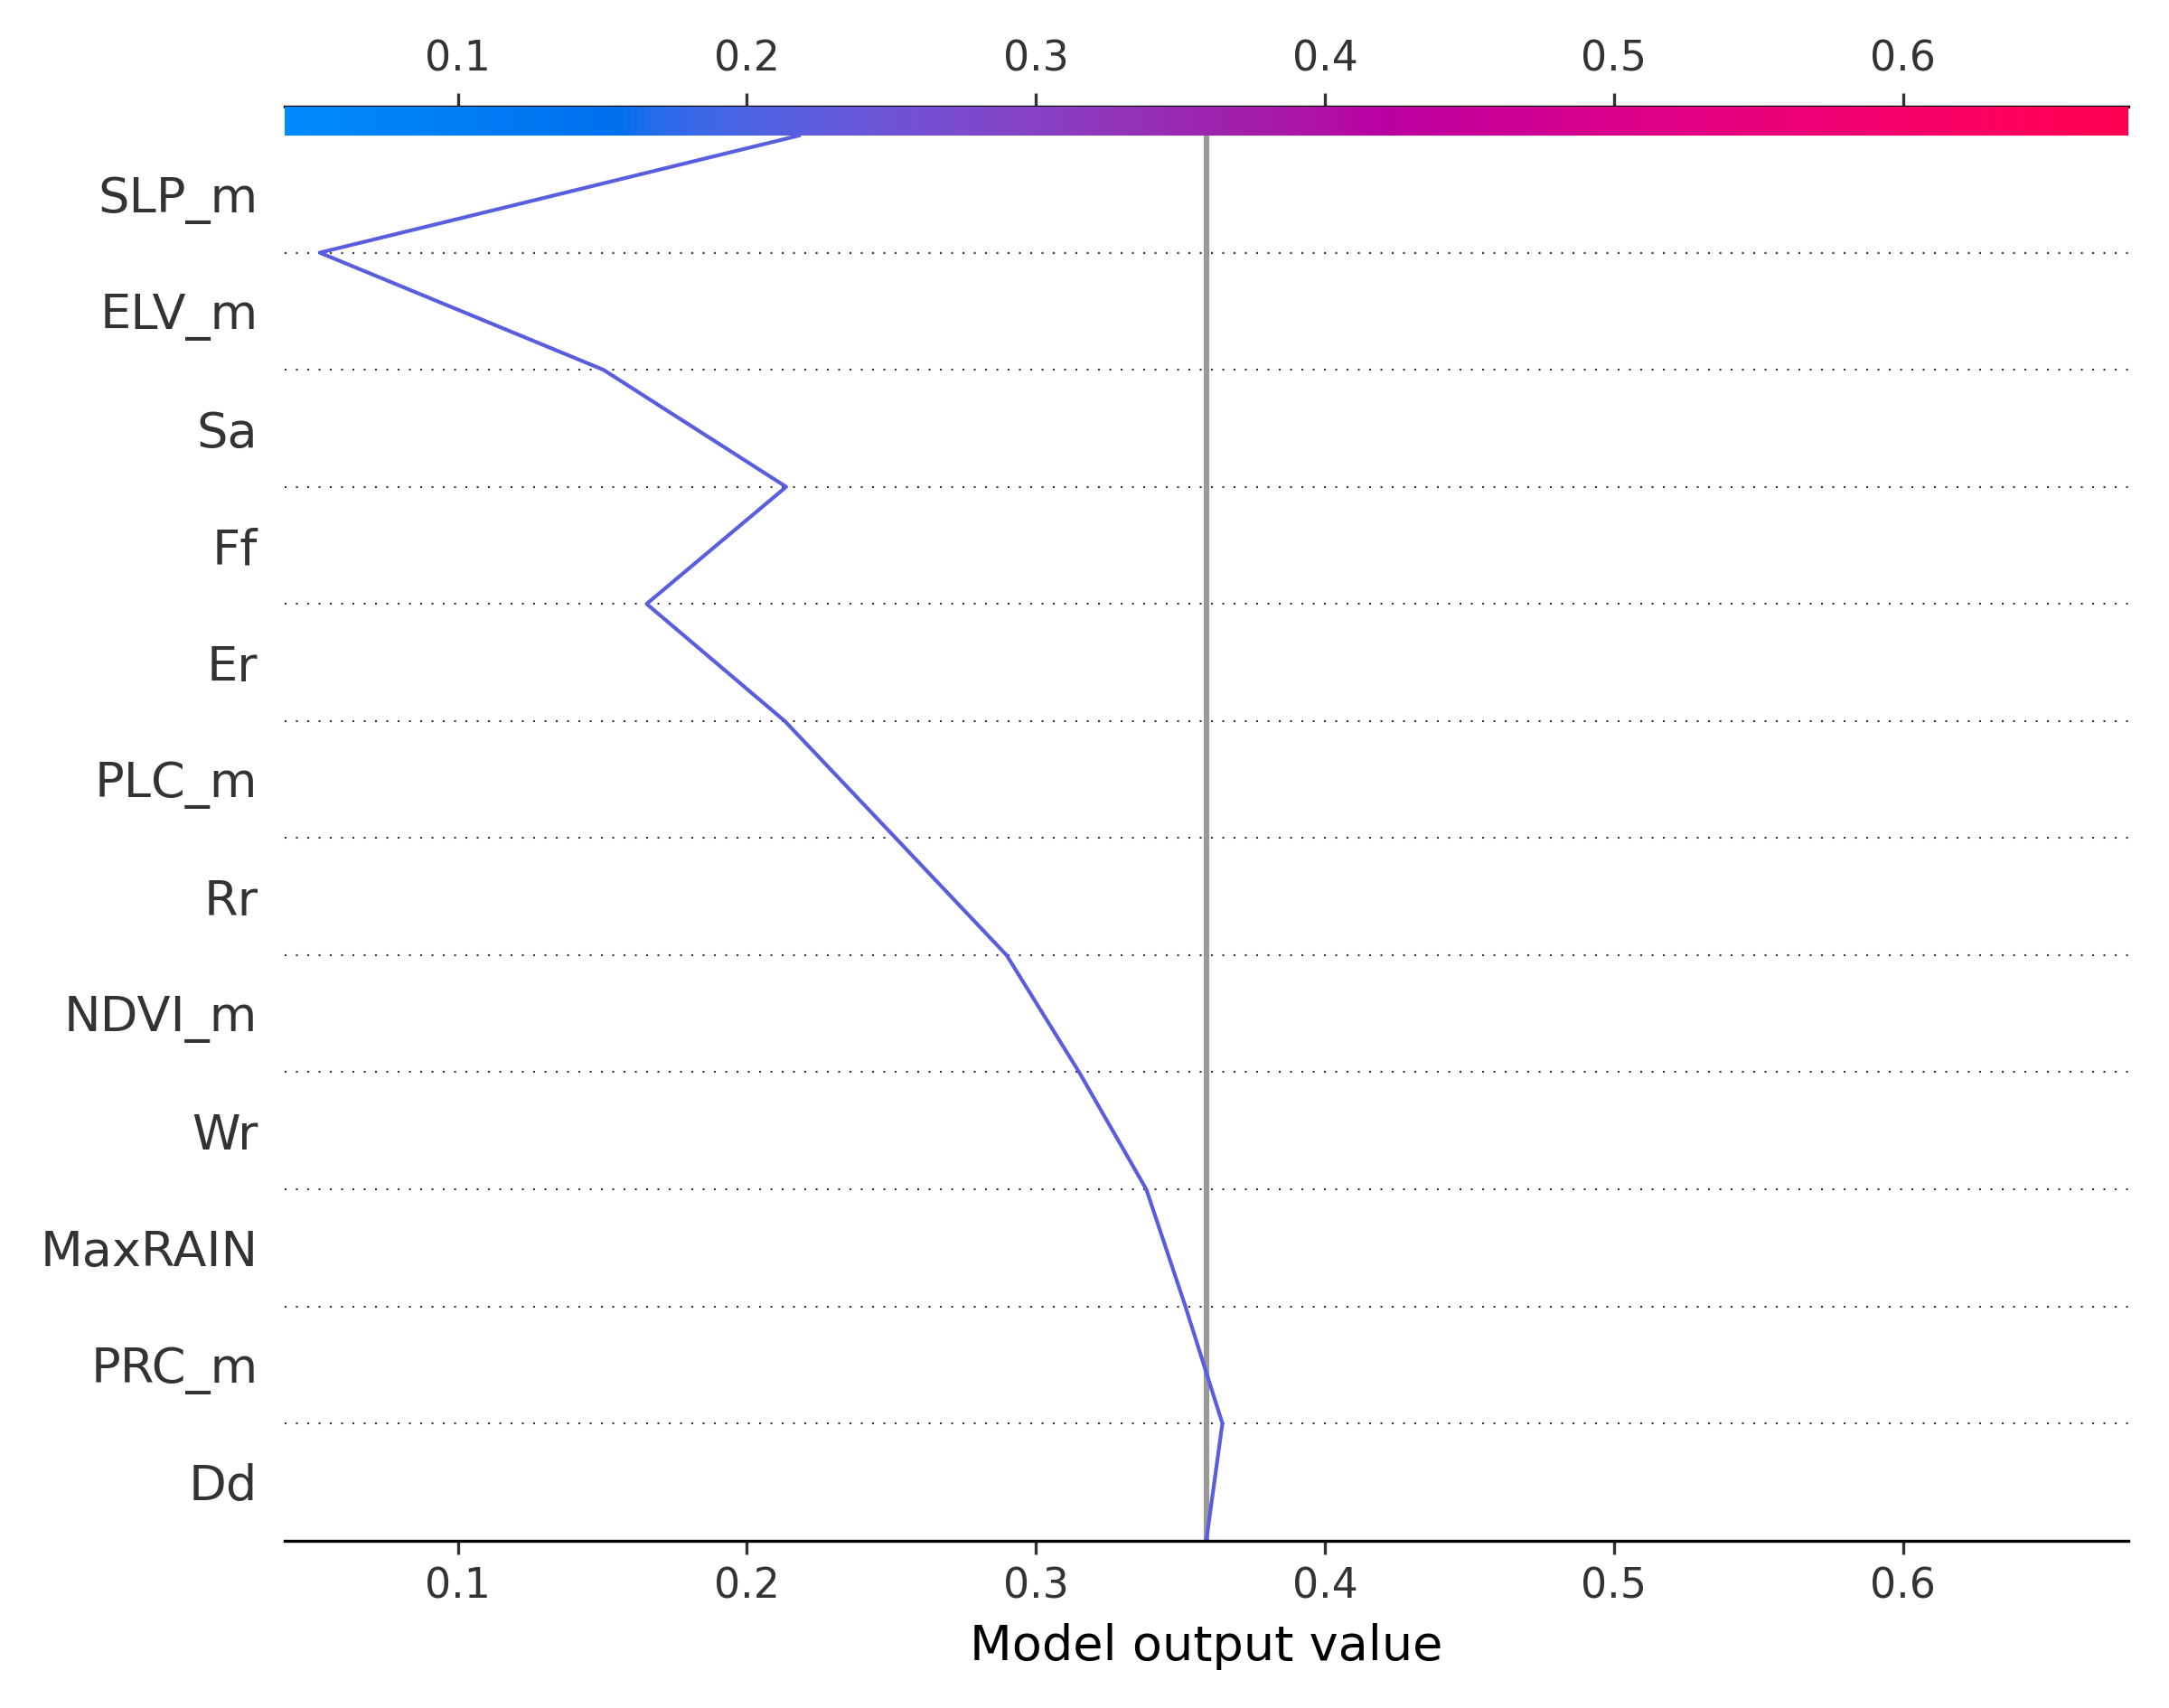 0.1 0.2 0.3 0.4 0.5 0.6
SLP_m
ELV_m
Sa
Ff
Er
PLC_m
Rr
NDVI_m
Wr
MaxRAIN
PRC_m
Dd
0.1 0.2 0.3 0.4 0.5 0.6
Model output value